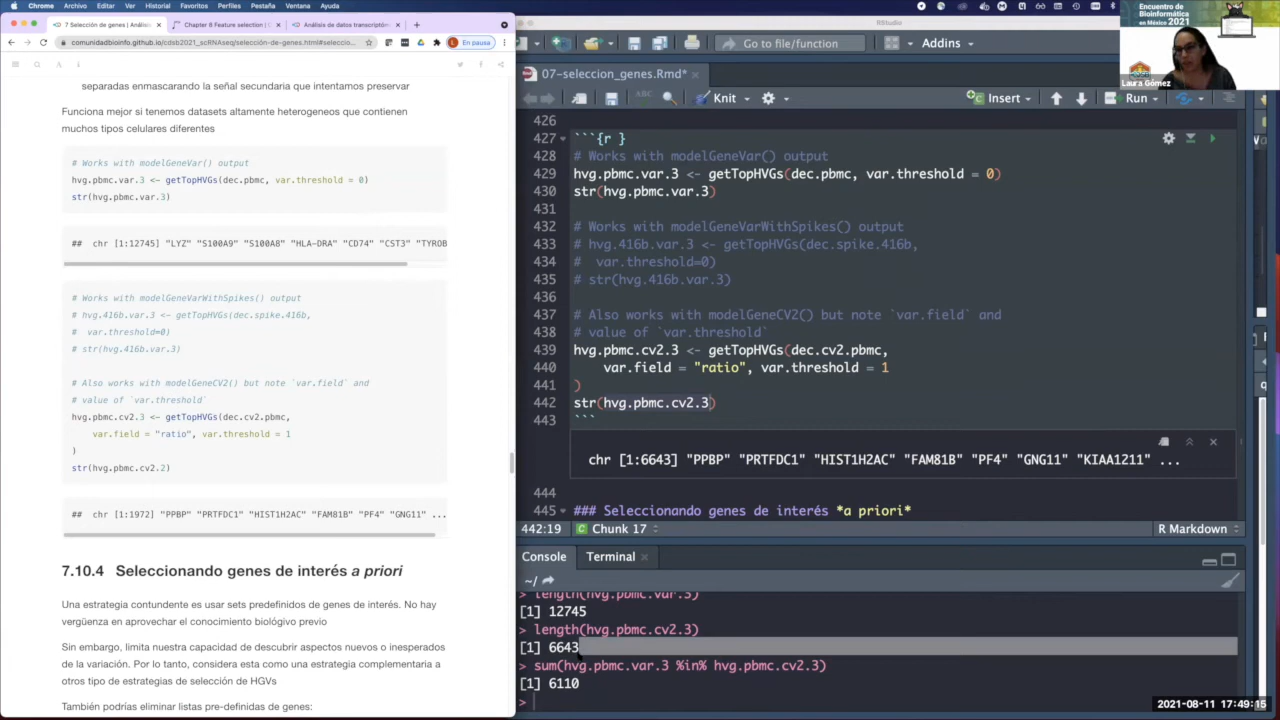 Chrome Archivo Editar Ver Historial Favoritos Perfiles Pestaña Ventana Ayuda
RStudio
Encuentro de
Bioinformática
en México
2021
Laura Gómez
7 Selección de genes | Análisis
Chapter 8 Feature selection | O
Análisis de datos transcriptóm
comunidadbioinfo.github.io/cdsb2021_scRNAseq/selección-de-genes.html#seleccio...
En pausa
separadas enmascarando la señal secundaria que intentamos preservar
Funciona mejor si tenemos datasets altamente heterogeneos que contienen
muchos tipos celulares diferentes
# Works with modelGeneVar() output
hvg.pbmc.var.3 <- getTopHVGs(dec.pbmc, var.threshold = 0)
str(hvg.pbmc.var.3)
## chr [1:12745] "LYZ" "S100A9" "S100A8" "HLA-DRA" "CD74" "CST3" "TYROB
# Works with modelGeneVarWithSpikes() output
# hvg.416b.var.3 <- getTopHVGs(dec.spike.416b,
# var.threshold=0)
# str(hvg.416b.var.3)
# Also works with modelGeneCV2() but note `var.field` and
# value of `var.threshold`
hvg.pbmc.cv2.3 <- getTopHVGs(dec.cv2.pbmc,
var.field = "ratio", var.threshold = 1
)
str(hvg.pbmc.cv2.2)
## chr [1:1972] "PPBP" "PRTFDC1" "HIST1H2AC" "FAM81B" "PF4" "GNG11" ...
7.10.4 Seleccionando genes de interés a priori
Una estrategia contundente es usar sets predefinidos de genes de interés. No hay
vergüenza en aprovechar el conocimiento biológivo previo
Sin embargo, limita nuestra capacidad de descubrir aspectos nuevos o inesperados
de la variación. Por lo tanto, considera esta como una estrategia complementaria a
otros tipo de estrategias de selección de HGVs
También podrías eliminar listas pre-definidas de genes:
Go to file/function
Addins
07-seleccion_genes.Rmd*
ABC
Knit
Insert
Run
426
427 ```{r }
428 # Works with modelGeneVar() output
429 hvg.pbmc.var.3 <- getTopHVGs(dec.pbmc, var.threshold = 0)
430 str(hvg.pbmc.var.3)
431
432 # Works with modelGeneVarWithSpikes() output
433 # hvg.416b.var.3 <- getTopHVGs(dec.spike.416b,
434 # var.threshold=0)
435 # str(hvg.416b.var.3)
436
437 # Also works with modelGeneCV2() but note `var.field` and
438 # value of `var.threshold`
439 hvg.pbmc.cv2.3 <- getTopHVGs(dec.cv2.pbmc,
440 var.field = "ratio", var.threshold = 1
441 )
442 str(hvg.pbmc.cv2.3)
443 ```
chr [1:6643] "PPBP" "PRTFDC1" "HIST1H2AC" "FAM81B" "PF4" "GNG11" "KIAA1211" ...
444
445 ### Seleccionando genes de interés *a priori*
442:19 Chunk 17 R Markdown
Console Terminal
~/
> length(hvg.pbmc.var.3)
[1] 12745
> length(hvg.pbmc.cv2.3)
[1] 6643
> sum(hvg.pbmc.var.3 %in% hvg.pbmc.cv2.3)
[1] 6110
>
2021-08-11 17:49:15